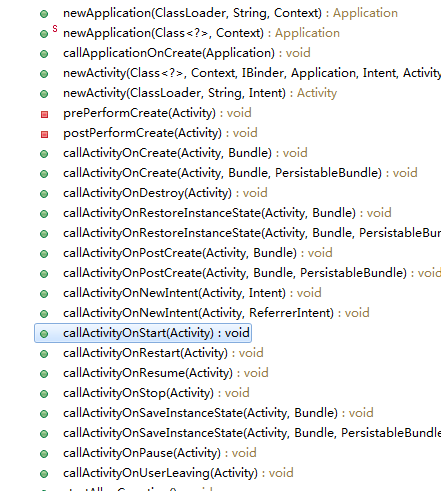 newApplication(ClassLoader, String, Context) : Application
S newApplication(Class<?>, Context) : Application
callApplicationOnCreate(Application) : void
newActivity(Class<?>, Context, IBinder, Application, Intent, Activity
newActivity(ClassLoader, String, Intent) : Activity
prePerformCreate(Activity) : void
postPerformCreate(Activity) : void
callActivityOnCreate(Activity, Bundle) : void
callActivityOnCreate(Activity, Bundle, PersistableBundle) : void
callActivityOnDestroy(Activity) : void
callActivityOnRestoreInstanceState(Activity, Bundle) : void
callActivityOnRestoreInstanceState(Activity, Bundle, PersistableBund
callActivityOnPostCreate(Activity, Bundle) : void
callActivityOnPostCreate(Activity, Bundle, PersistableBundle) : void
callActivityOnNewIntent(Activity, Intent) : void
callActivityOnNewIntent(Activity, ReferrerIntent) : void
callActivityOnStart(Activity) : void
callActivityOnRestart(Activity) : void
callActivityOnResume(Activity) : void
callActivityOnStop(Activity) : void
callActivityOnSaveInstanceState(Activity, Bundle) : void
callActivityOnSaveInstanceState(Activity, Bundle, PersistableBundle
callActivityOnPause(Activity) : void
callActivityOnUserLeaving(Activity) : void